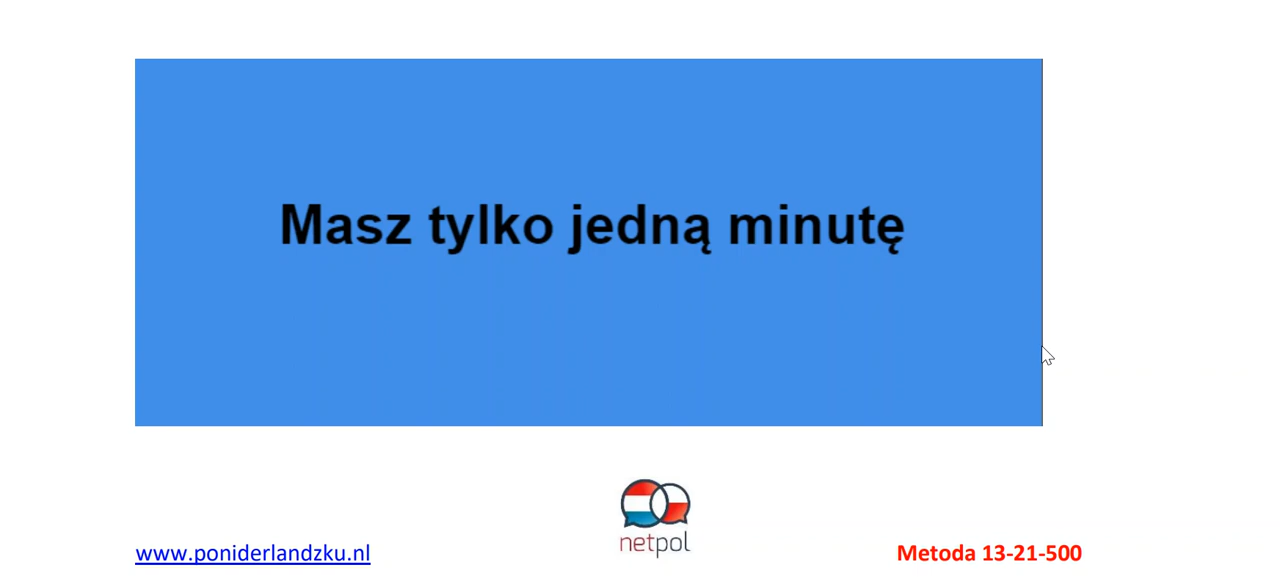 Masz tylko jedną minutę
netpol
www.poniderlandzku.nl
Metoda 13-21-500